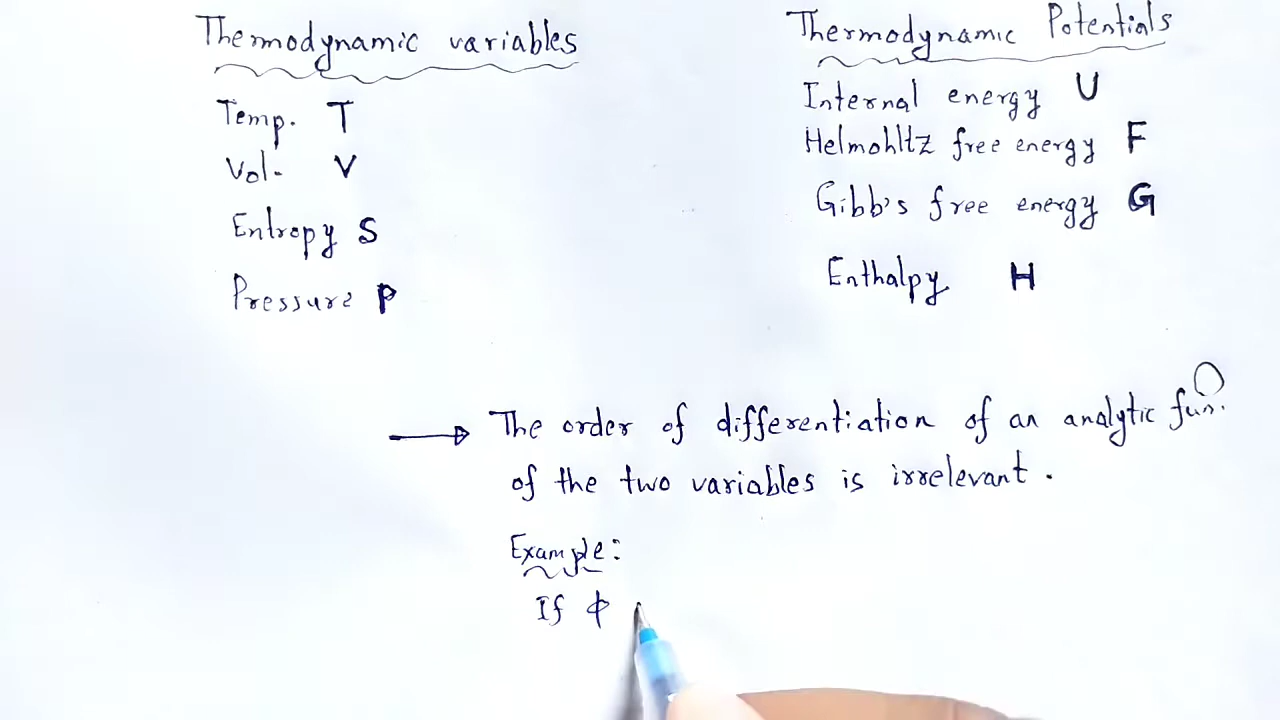 Thermodynamic variables
Temp. T
Vol. V
Entropy S
Pressure P
Thermodynamic Potentials
Internal energy U
Helmohltz free energy F
Gibb's free energy G
Enthalpy H
The order of differentiation of an analytic fun.
of the two variables is irrelevant.
Example:
If φ